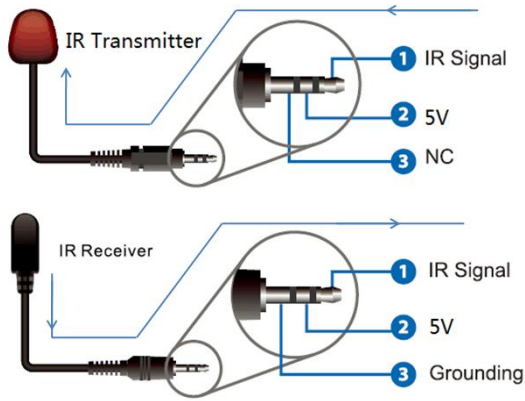 IR Transmitter
1 IR Signal
2 5V
3 NC
IR Receiver
1 IR Signal
2 5V
3 Grounding